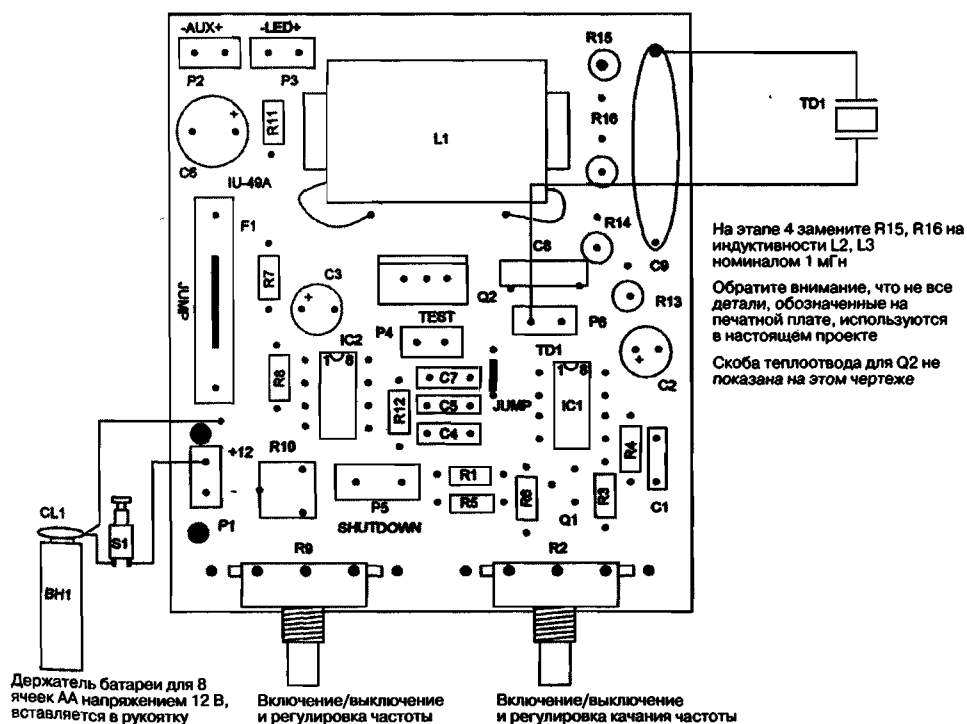 -AUX+
-LED+
P2
P3
R15
TD1
R11
L1
R16
C6
IU-49A
F1
R14
C8
C9
На этапе 4 замените R15, R16 на
индуктивности L2, L3
номиналом 1 мГн
R7
C3
JUMP
Q2
R13
Обратите внимание, что не все
детали, обозначенные на
печатной плате, используются
в настоящем проекте
TEST
P4
P6
IC2
TD1
C2
Скоба теплоотвода для Q2 не
показана на этом чертеже
1 8
1 8
R8
C7
R12
C5
JUMP
IC1
C4
+12
R10
R4
R1
P5
R5
R6
R3
C1
CL1
S1
P1
SHUTDOWN
Q1
R9
R2
BH1
Держатель батареи для 8
ячеек АА напряжением 12 В,
вставляется в рукоятку
Включение/выключение
и регулировка частоты
Включение/выключение
и регулировка качания частоты